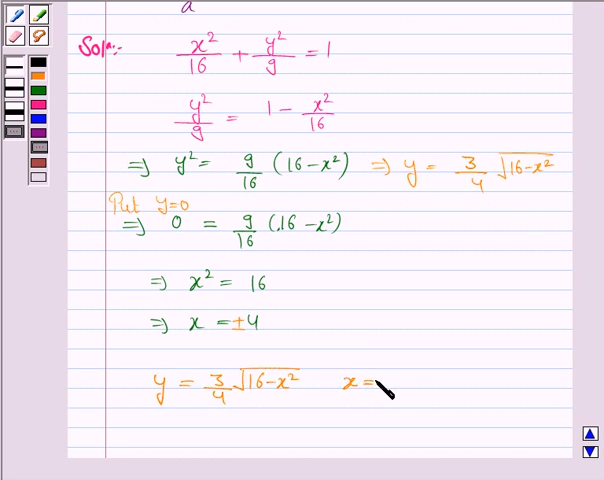 a
Soln:- x²/16 + y²/9 = 1
y²/9 = 1 - x²/16
=) y² = 9/16 (16-x²) =) y = 3/4 √16-x²
Put y=0
=) 0 = 9/16 (.16-x²)
=) x² = 16
=) x = ±4
y = 3/4 √16-x² x =